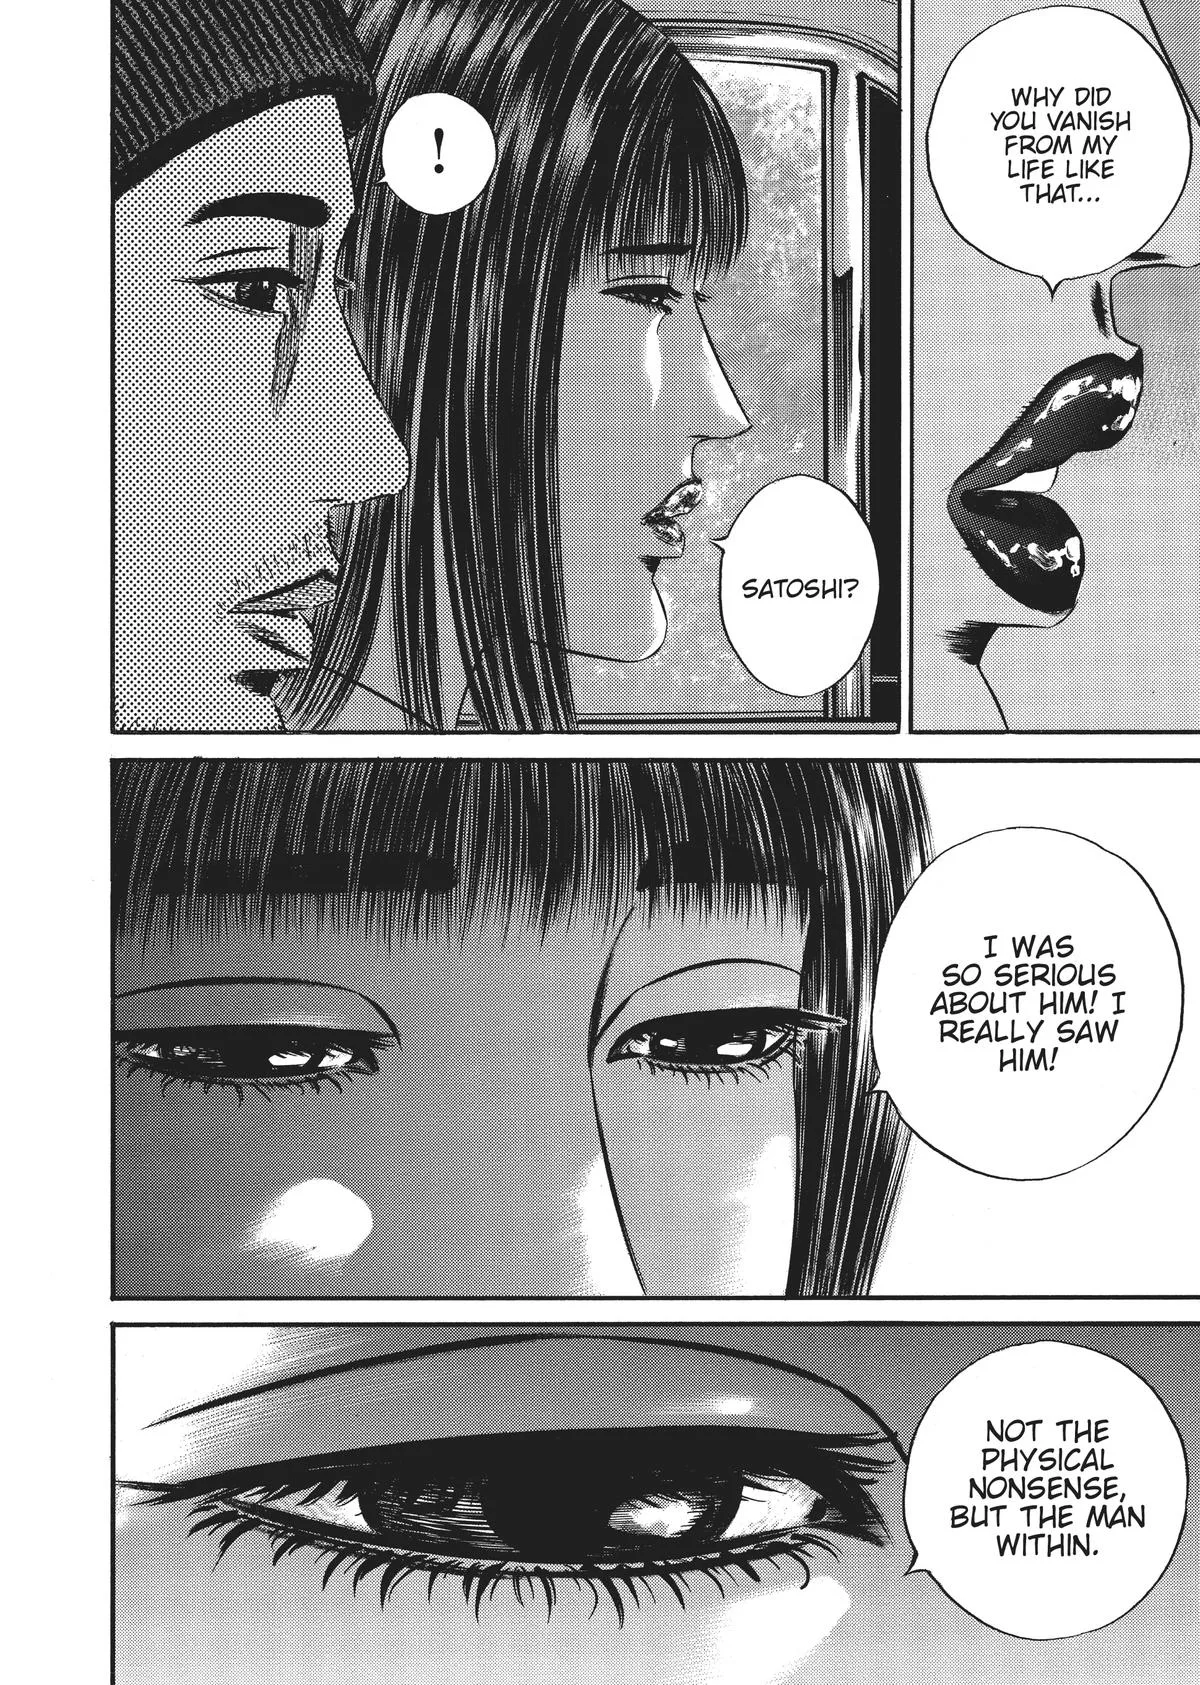 WHY DID
YOU VANISH
FROM MY
LIFE LIKE
THAT...
!
SATOSHI?
I WAS
SO SERIOUS
ABOUT HIM! I
REALLY SAW
HIM!
NOT THE
PHYSICAL
NONSENSE,
BUT THE MAN
WITHIN.